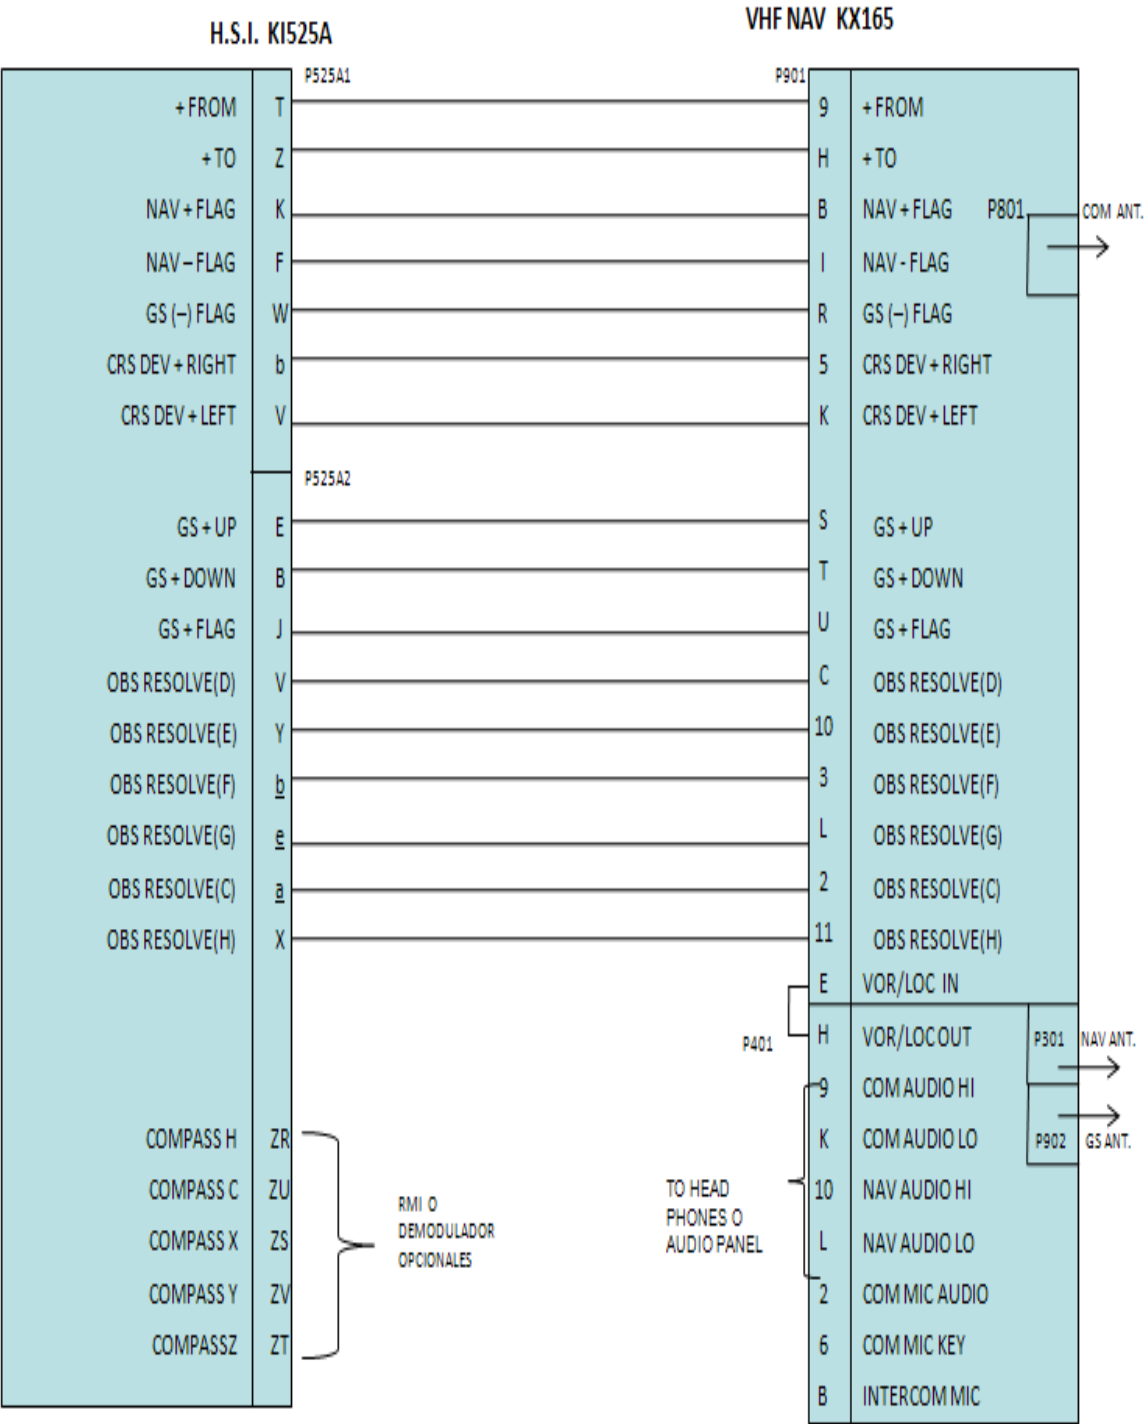 H.S.I. KI525A
VHF NAV KX165
P525A1
P901
+ FROM T 9 + FROM
+ TO Z H + TO
NAV + FLAG K B NAV + FLAG P801 COM ANT.
NAV – FLAG F I NAV - FLAG
GS (–) FLAG W R GS (–) FLAG
CRS DEV + RIGHT b 5 CRS DEV + RIGHT
CRS DEV + LEFT V K CRS DEV + LEFT
P525A2
GS + UP E S GS + UP
GS + DOWN B T GS + DOWN
GS + FLAG J U GS + FLAG
OBS RESOLVE(D) V C OBS RESOLVE(D)
OBS RESOLVE(E) Y 10 OBS RESOLVE(E)
OBS RESOLVE(F) b 3 OBS RESOLVE(F)
OBS RESOLVE(G) e L OBS RESOLVE(G)
OBS RESOLVE(C) a 2 OBS RESOLVE(C)
OBS RESOLVE(H) X 11 OBS RESOLVE(H)
E VOR/LOC IN
P401 H VOR/LOC OUT P301 NAV ANT.
9 COM AUDIO HI
COMPASS H ZR K COM AUDIO LO P902 GS ANT.
COMPASS C ZU 10 NAV AUDIO HI
COMPASS X ZS L NAV AUDIO LO
COMPASS Y ZV 2 COM MIC AUDIO
COMPASSZ ZT 6 COM MIC KEY
B INTERCOM MIC
RMI O
DEMODULADOR
OPCIONALES
TO HEAD
PHONES O
AUDIO PANEL